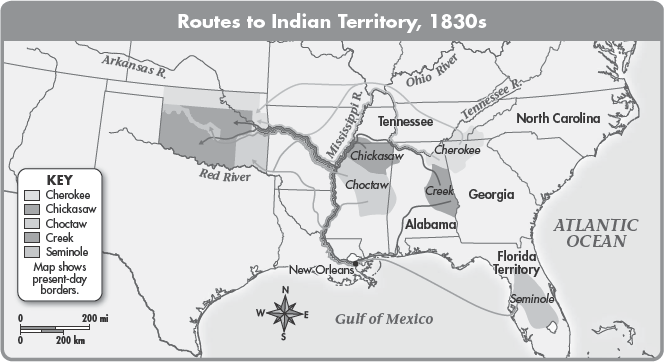 Routes to Indian Territory, 1830s
Arkansas R.
Ohio River
Mississippi R.
Tennessee R.
Tennessee
North Carolina
Chickasaw
Cherokee
Red River
Choctaw
Creek
Georgia
Alabama
ATLANTIC
OCEAN
KEY
Cherokee
Chickasaw
Choctaw
Creek
Seminole
Map shows
present-day
borders.
Florida
Territory
New Orleans
Seminole
N
W
E
S
Gulf of Mexico
0 200 mi
0 200 km